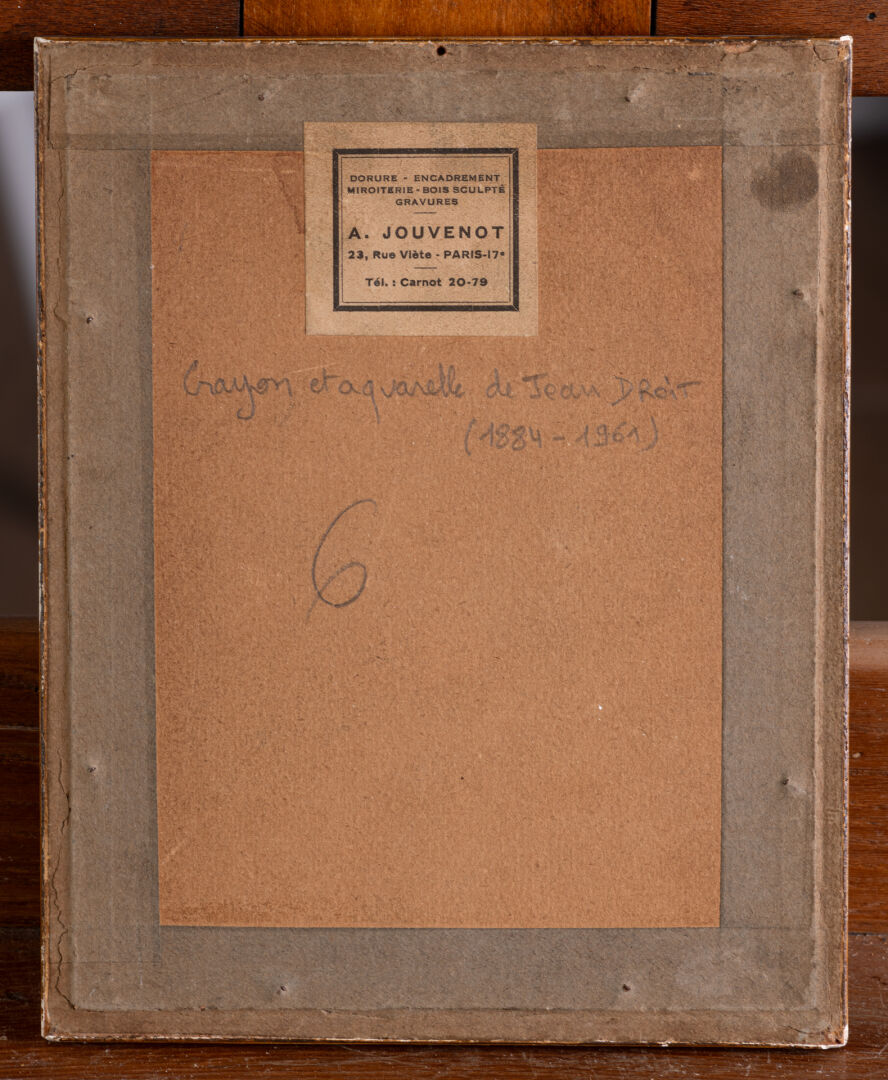 DORURE - ENCADREMENT
MIROITERIE - BOIS SCULPTÉ
GRAVURES
A. JOUVENOT
23, Rue Viète - PARIS-17e
Tél. : Carnot 20-79
Crayon et aquarelle de Jean DROIT
(1884 - 1961)
6